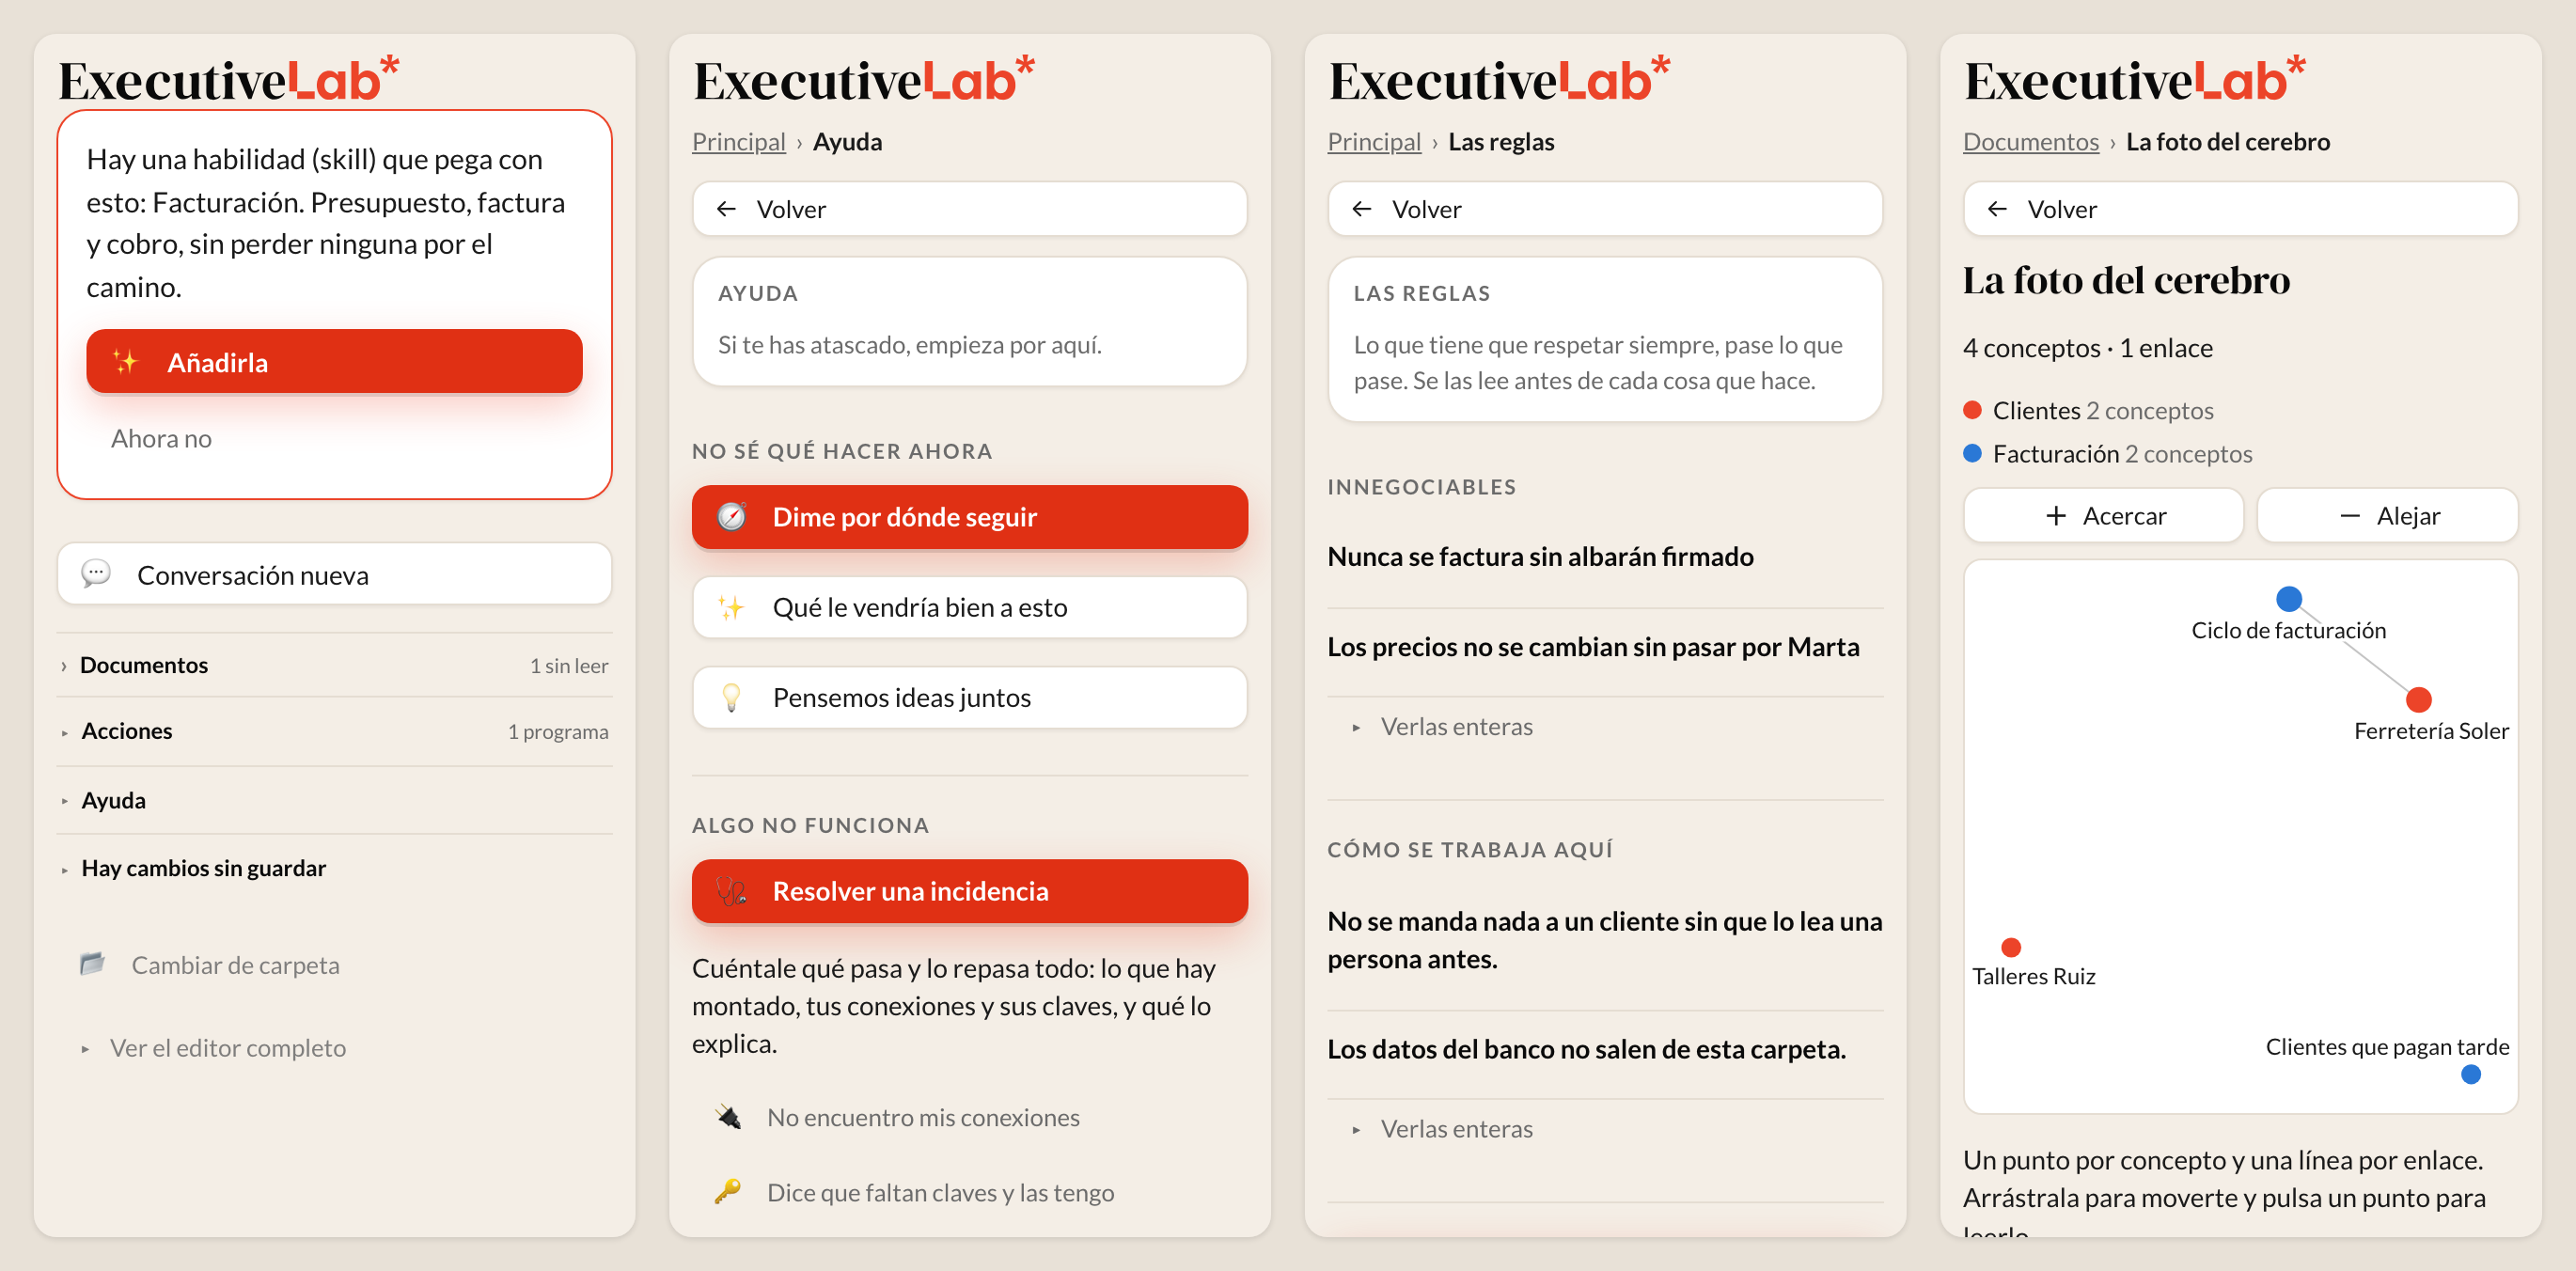 ExecutiveLab*
Hay una habilidad (skill) que pega con
esto: Facturación. Presupuesto, factura
y cobro, sin perder ninguna por el
camino.
Añadirla
Ahora no
Conversación nueva
Documentos 1 sin leer
Acciones 1 programa
Ayuda
Hay cambios sin guardar
Cambiar de carpeta
Ver el editor completo
ExecutiveLab*
Principal › Ayuda
← Volver
AYUDA
Si te has atascado, empieza por aquí.
NO SÉ QUÉ HACER AHORA
Dime por dónde seguir
Qué le vendría bien a esto
Pensemos ideas juntos
ALGO NO FUNCIONA
Resolver una incidencia
Cuéntale qué pasa y lo repasa todo: lo que hay
montado, tus conexiones y sus claves, y qué lo
explica.
No encuentro mis conexiones
Dice que faltan claves y las tengo
ExecutiveLab*
Principal › Las reglas
← Volver
LAS REGLAS
Lo que tiene que respetar siempre, pase lo que
pase. Se las lee antes de cada cosa que hace.
INNEGOCIABLES
Nunca se factura sin albarán firmado
Los precios no se cambian sin pasar por Marta
Verlas enteras
CÓMO SE TRABAJA AQUÍ
No se manda nada a un cliente sin que lo lea una
persona antes.
Los datos del banco no salen de esta carpeta.
Verlas enteras
ExecutiveLab*
Documentos › La foto del cerebro
← Volver
La foto del cerebro
4 conceptos · 1 enlace
Clientes 2 conceptos
Facturación 2 conceptos
+ Acercar
− Alejar
Ciclo de facturación
Ferretería Soler
Talleres Ruiz
Clientes que pagan tarde
Un punto por concepto y una línea por enlace.
Arrástrala para moverte y pulsa un punto para